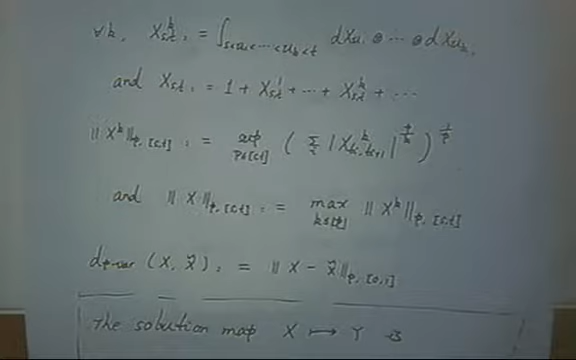 ∀k, X^k_{s,t} := ∫_{s<u_1<⋯<u_k<t} dX_{u_1} ⊗ ⋯ ⊗ dX_{u_k},
and X_{s,t} := 1 + X^1_{s,t} + ⋯ + X^k_{s,t} + ⋯
‖X^k‖_{p,[s,t]} := sup_{P⊂[s,t]} ( Σ_i |X^k_{t_i,t_{i+1}}|^{p/k} )^{k/p}
and ‖X‖_{p,[s,t]} := max_{k≤[p]} ‖X^k‖_{p,[s,t]}
d_{p-var} (X, X̃) := ‖X − X̃‖_{p,[0,1]}
The solution map X ↦ Y is